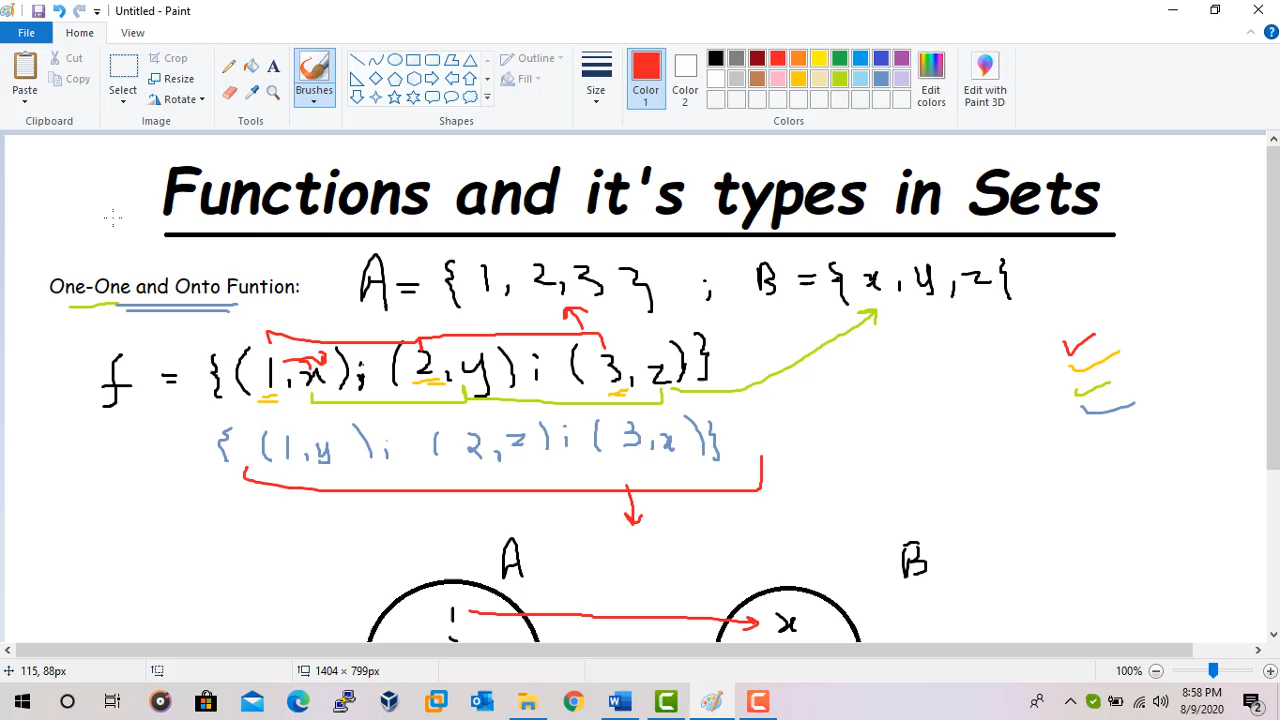 Untitled - Paint
File
Home
View
Paste
Cut
Copy
Clipboard
Select
Crop
Resize
Rotate
Image
A
Tools
Brushes
Shapes
Outline
Fill
Size
Color 1
Color 2
Edit colors
Edit with Paint 3D
Colors
Functions and it's types in Sets
One-One and Onto Funtion:
A = { 1, 2, 3 } ; B = { x, y, z }
f = {(1,x); (2,y); (3,z)}
{(1,y); (2,z); (3,x)}
A
B
1
x
115, 88px
1404 × 799px
100%
8:58 PM
8/9/2020
2